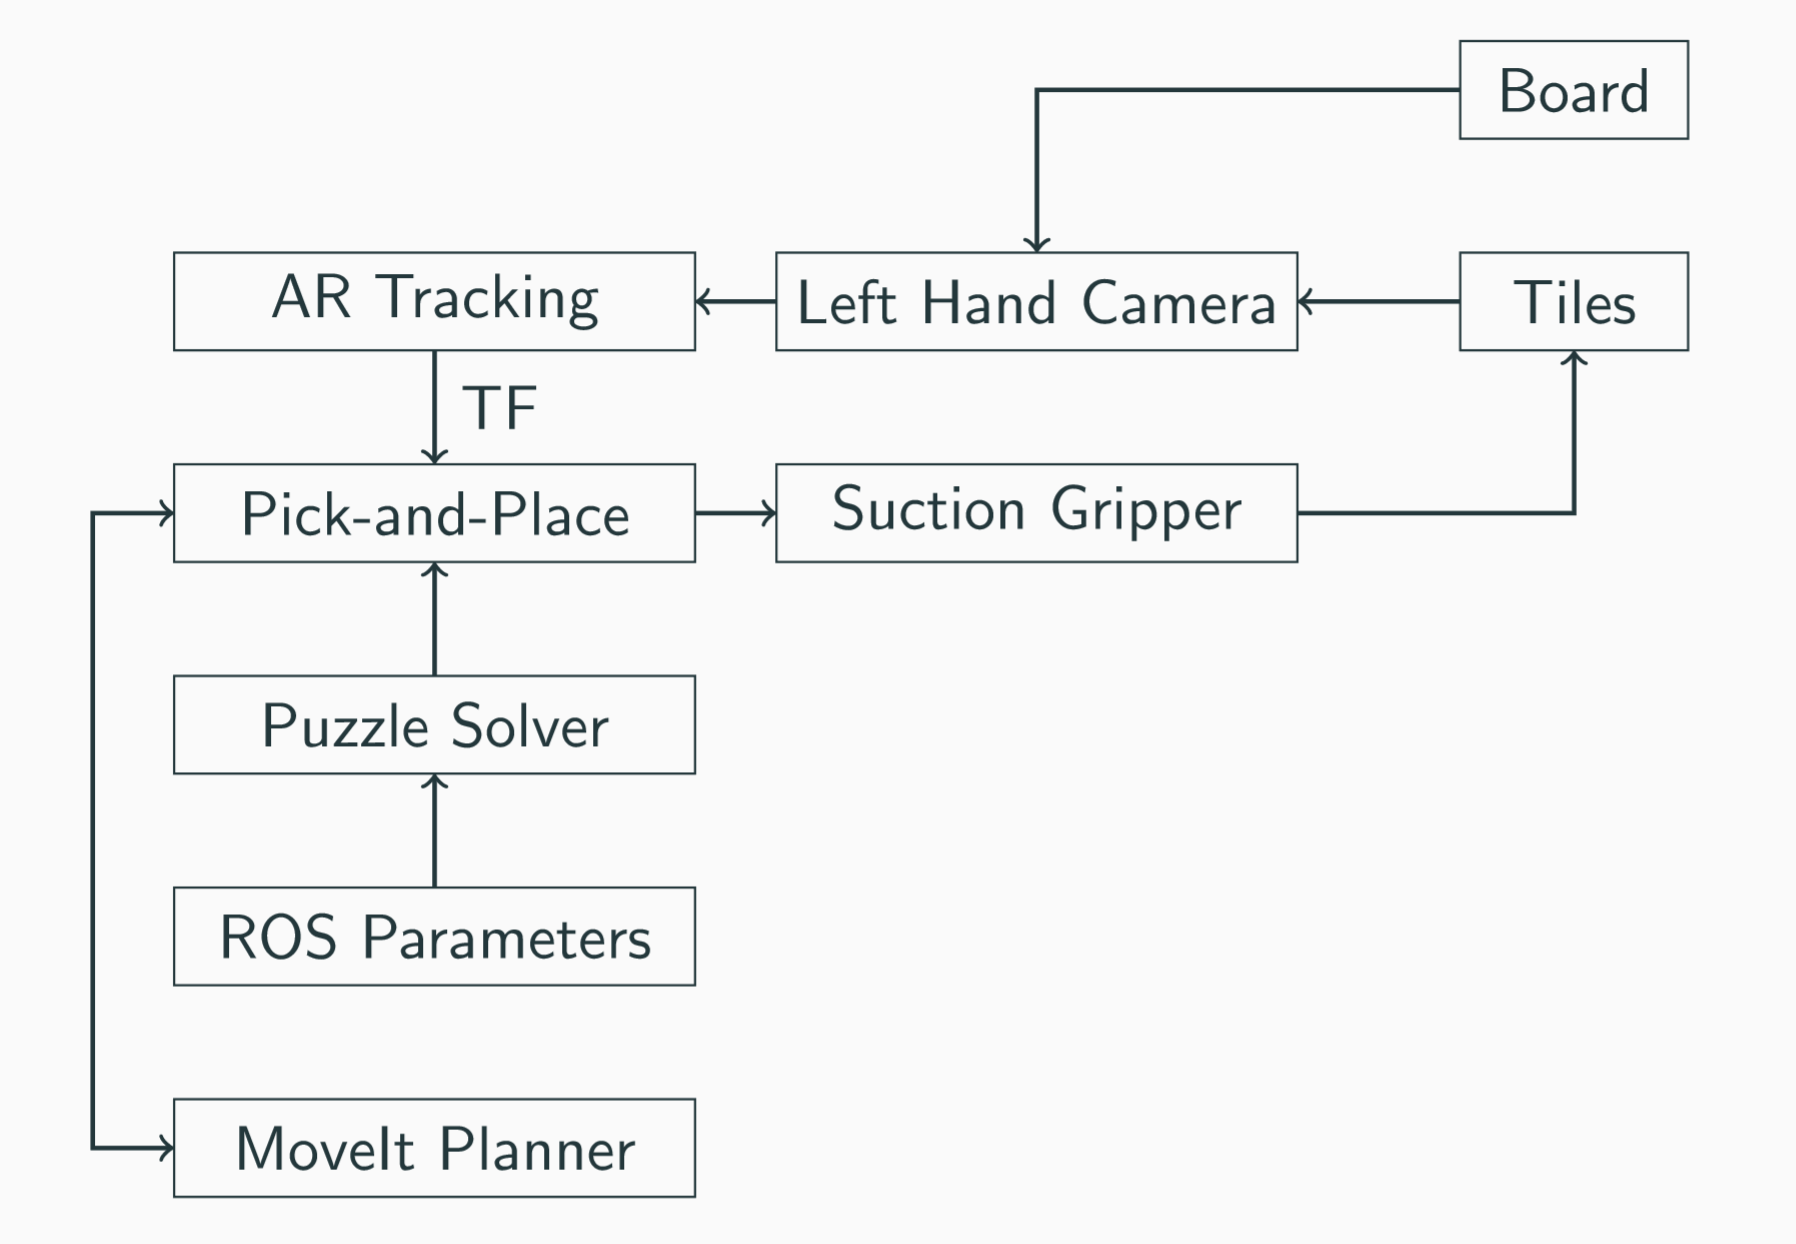 Board
AR Tracking
Left Hand Camera
Tiles
TF
Pick-and-Place
Suction Gripper
Puzzle Solver
ROS Parameters
MoveIt Planner